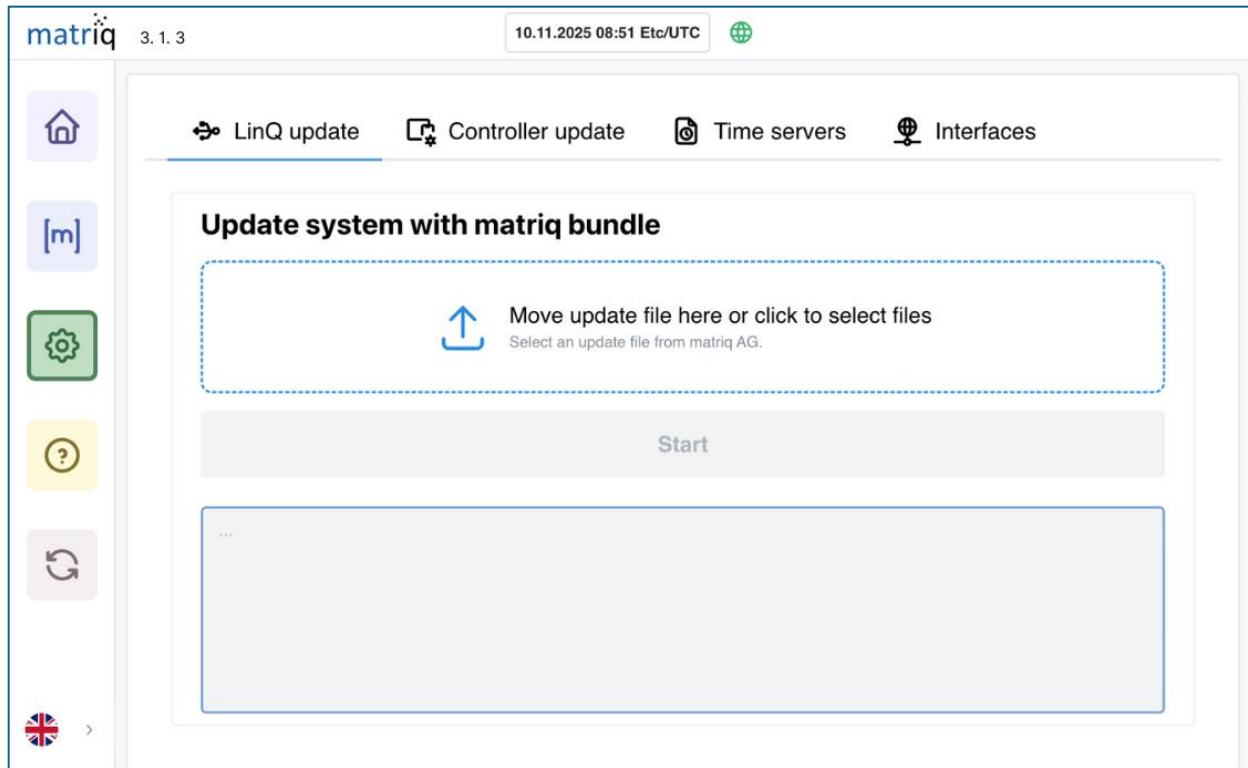 matriq 3.1.3
10.11.2025 08:51 Etc/UTC
LinQ update
Controller update
Time servers
Interfaces
[m]
Update system with matriq bundle
Move update file here or click to select files
Select an update file from matriq AG.
?
Start
...